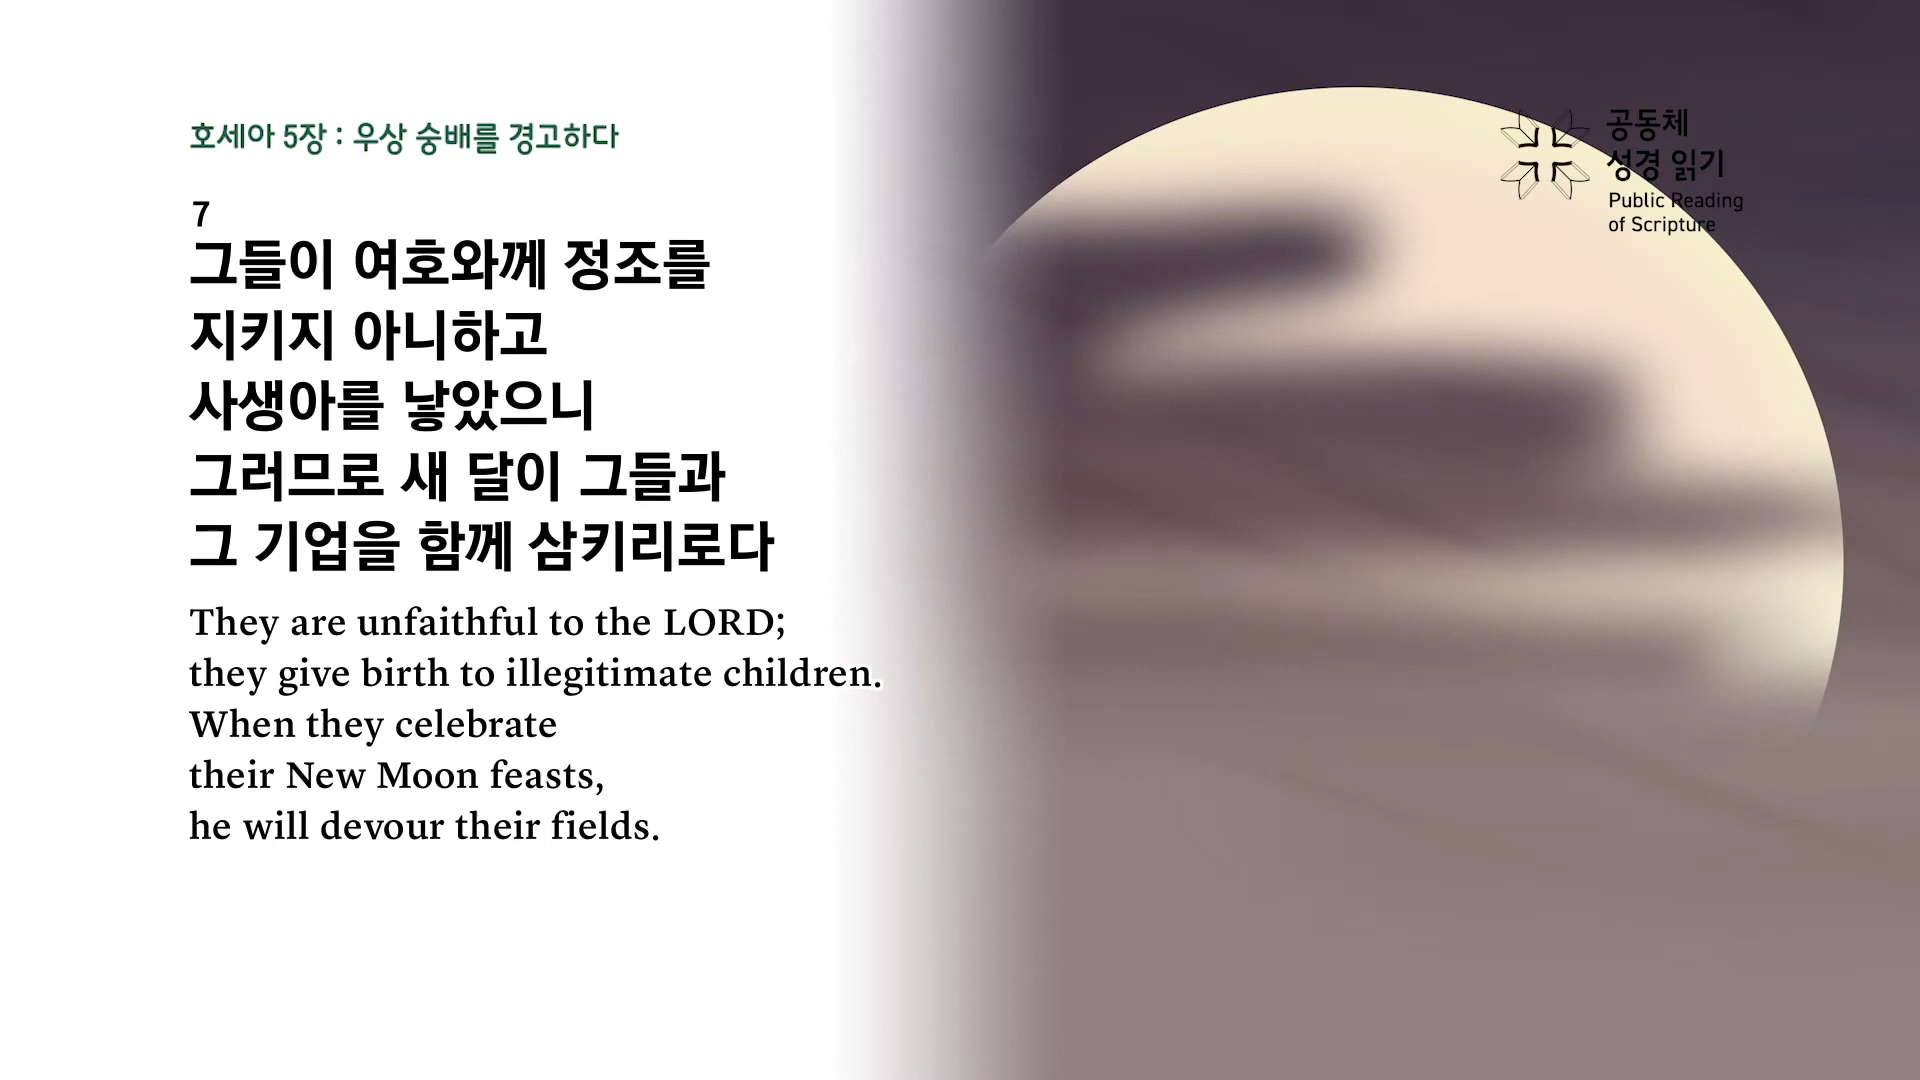 호세아 5장 : 우상 숭배를 경고하다
7
그들이 여호와께 정조를
지키지 아니하고
사생아를 낳았으니
그러므로 새 달이 그들과
그 기업을 함께 삼키리로다
They are unfaithful to the LORD;
they give birth to illegitimate children.
When they celebrate
their New Moon feasts,
he will devour their fields.
공동체
성경 읽기
Public Reading
of Scripture